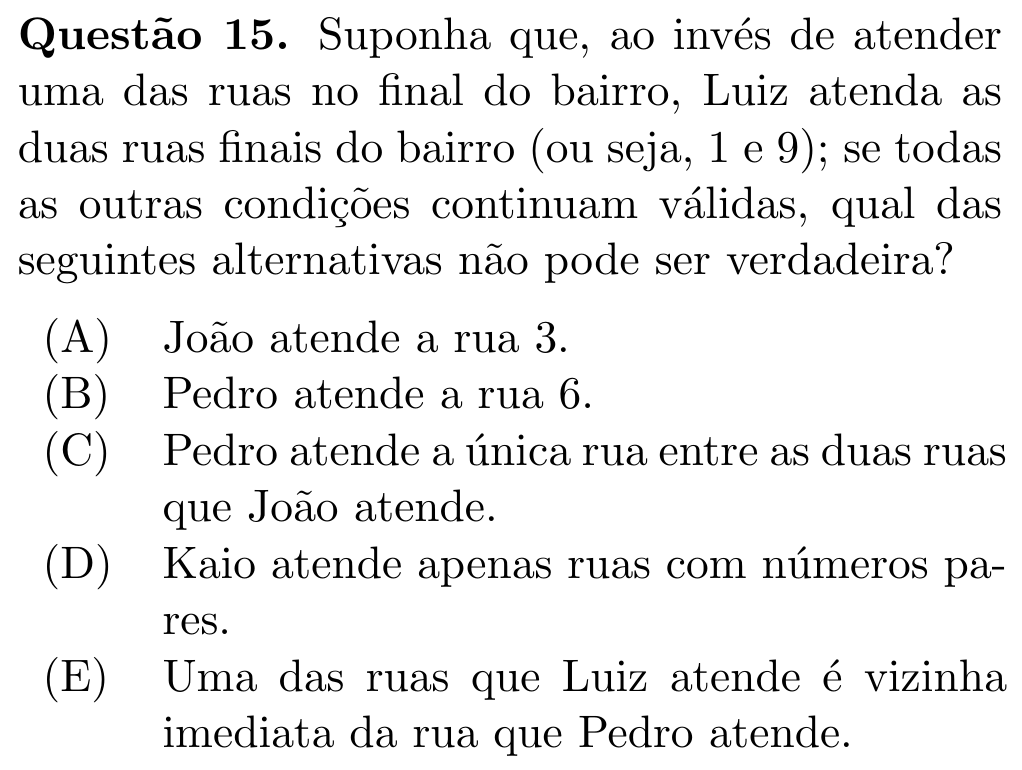 Questão 15. Suponha que, ao invés de atender
uma das ruas no final do bairro, Luiz atenda as
duas ruas finais do bairro (ou seja, 1 e 9); se todas
as outras condições continuam válidas, qual das
seguintes alternativas não pode ser verdadeira?
(A) João atende a rua 3.
(B) Pedro atende a rua 6.
(C) Pedro atende a única rua entre as duas ruas
que João atende.
(D) Kaio atende apenas ruas com números pa-
res.
(E) Uma das ruas que Luiz atende é vizinha
imediata da rua que Pedro atende.